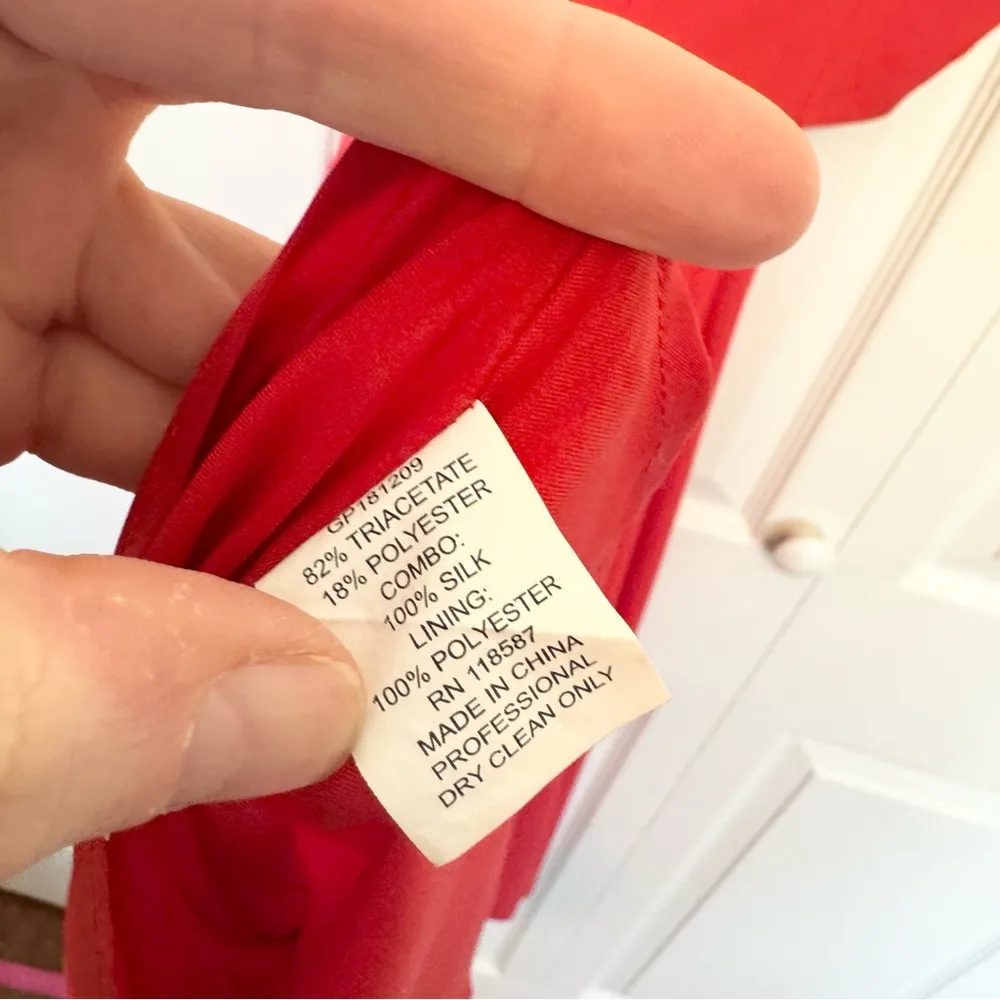 GP181209
82% TRIACETATE
18% POLYESTER
COMBO:
100% SILK
LINING:
100% POLYESTER
RN 118587
MADE IN CHINA
PROFESSIONAL
DRY CLEAN ONLY